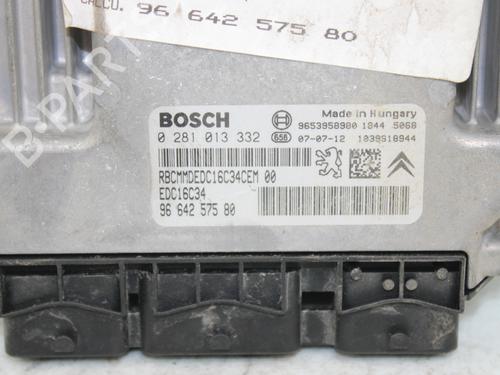 CALCU. 96 642 575 80
BOSCH
Made in Hungary
9653958980 1844 5068
0 281 013 332
656
07-07-12 1039S18944
RBCMMDEDC16C34CEM 00
EDC16C34
96 642 575 80
B-PARTS